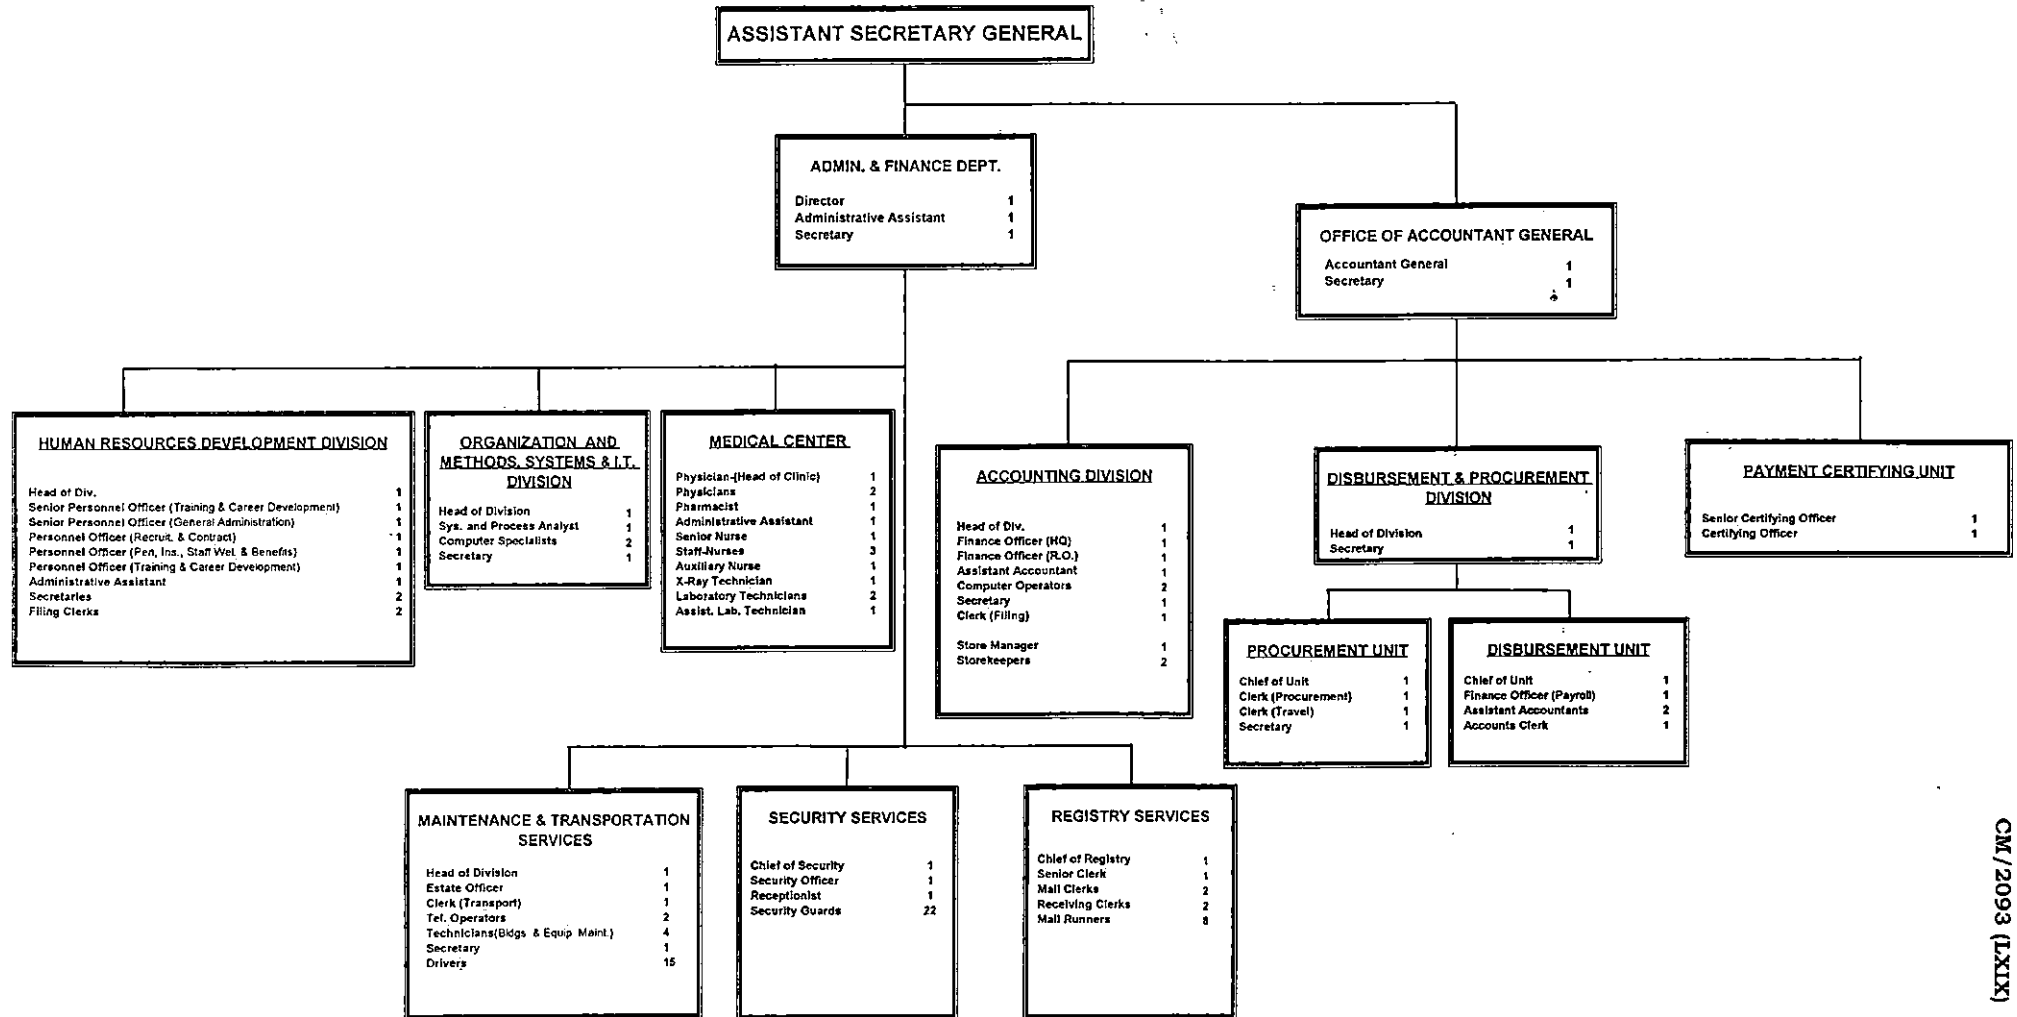 ASSISTANT SECRETARY GENERAL
ADMIN. & FINANCE DEPT.
Director 1
Administrative Assistant 1
Secretary 1
OFFICE OF ACCOUNTANT GENERAL
Accountant General 1
Secretary 1
HUMAN RESOURCES DEVELOPMENT DIVISION
Head of Div. 1
Senior Personnel Officer (Training & Career Development) 1
Senior Personnel Officer (General Administration) 1
Personnel Officer (Recruit. & Contract) 1
Personnel Officer (Pen, Ins., Staff Wel. & Benefits) 1
Personnel Officer (Training & Career Development) 1
Administrative Assistant 1
Secretaries 2
Filing Clerks 2
ORGANIZATION AND
METHODS, SYSTEMS & I.T.
DIVISION
Head of Division 1
Sys. and Process Analyst 1
Computer Specialists 2
Secretary 1
MEDICAL CENTER
Physician-(Head of Clinic) 1
Physicians 2
Pharmacist 1
Administrative Assistant 1
Senior Nurse 1
Staff-Nurses 3
Auxiliary Nurse 1
X-Ray Technician 1
Laboratory Technicians 2
Assist. Lab. Technician 1
ACCOUNTING DIVISION
Head of Div. 1
Finance Officer (HQ) 1
Finance Officer (R.O.) 1
Assistant Accountant 1
Computer Operators 2
Secretary 1
Clerk (Filing) 1
Store Manager 1
Storekeepers 2
DISBURSEMENT & PROCUREMENT
DIVISION
Head of Division 1
Secretary 1
PAYMENT CERTIFYING UNIT
Senior Certifying Officer 1
Certifying Officer 1
PROCUREMENT UNIT
Chief of Unit 1
Clerk (Procurement) 1
Clerk (Travel) 1
Secretary 1
DISBURSEMENT UNIT
Chief of Unit 1
Finance Officer (Payroll) 1
Assistant Accountants 2
Accounts Clerk 1
MAINTENANCE & TRANSPORTATION
SERVICES
Head of Division 1
Estate Officer 1
Clerk (Transport) 1
Tel. Operators 2
Technicians(Bldgs & Equip Maint.) 4
Secretary 1
Drivers 15
SECURITY SERVICES
Chief of Security 1
Security Officer 1
Receptionist 1
Security Guards 22
REGISTRY SERVICES
Chief of Registry 1
Senior Clerk 1
Mail Clerks 2
Receiving Clerks 2
Mail Runners 8
CM/2093 (LXIX)